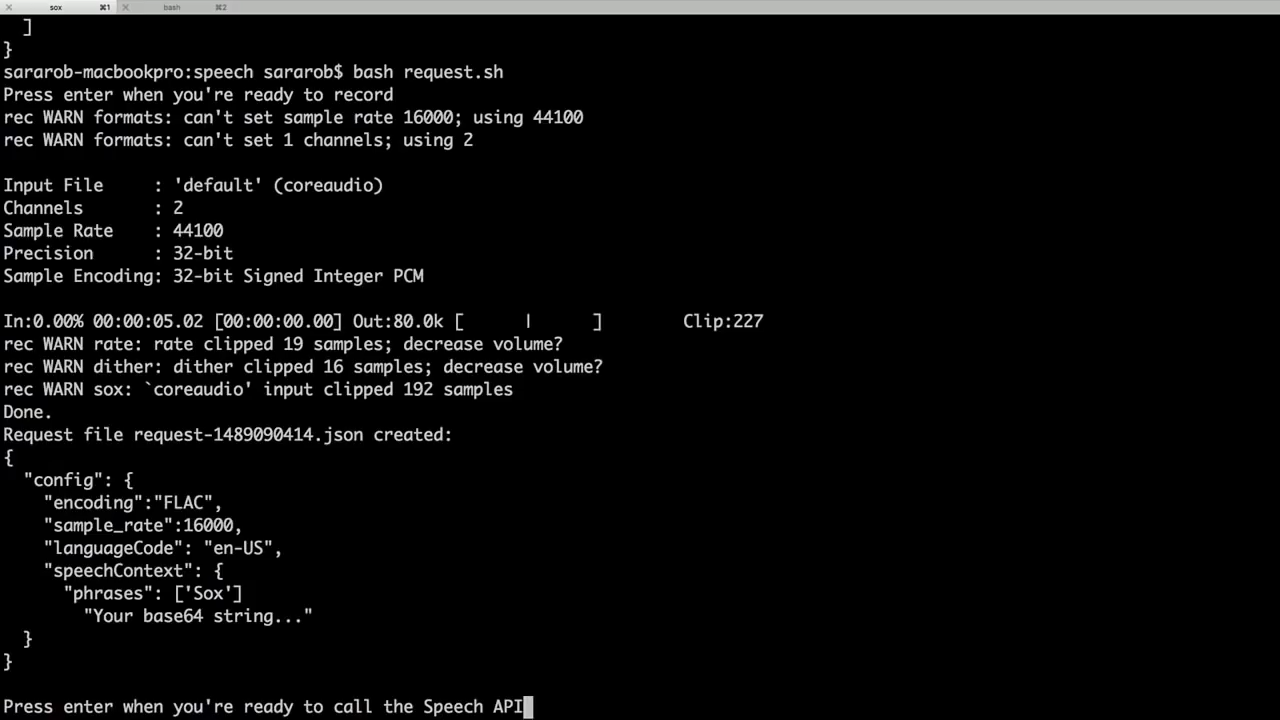 sox ⌘1 bash ⌘2
]
}
sararob-macbookpro:speech sararob$ bash request.sh
Press enter when you're ready to record
rec WARN formats: can't set sample rate 16000; using 44100
rec WARN formats: can't set 1 channels; using 2
Input File     : 'default' (coreaudio)
Channels       : 2
Sample Rate    : 44100
Precision      : 32-bit
Sample Encoding: 32-bit Signed Integer PCM
In:0.00% 00:00:05.02 [00:00:00.00] Out:80.0k [      |      ]        Clip:227
rec WARN rate: rate clipped 19 samples; decrease volume?
rec WARN dither: dither clipped 16 samples; decrease volume?
rec WARN sox: `coreaudio' input clipped 192 samples
Done.
Request file request-1489090414.json created:
{
  "config": {
    "encoding":"FLAC",
    "sample_rate":16000,
    "languageCode": "en-US",
    "speechContext": {
      "phrases": ['Sox']
        "Your base64 string..."
  }
}
Press enter when you're ready to call the Speech API